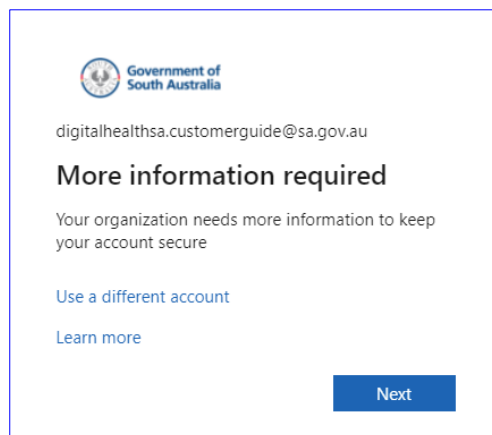 Government of
South Australia
digitalhealthsa.customerguide@sa.gov.au
More information required
Your organization needs more information to keep
your account secure
Use a different account
Learn more
Next